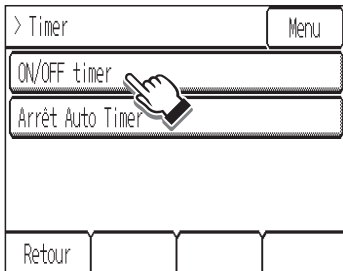 > Timer
Menu
ON/OFF timer
Arrêt Auto Timer
Retour